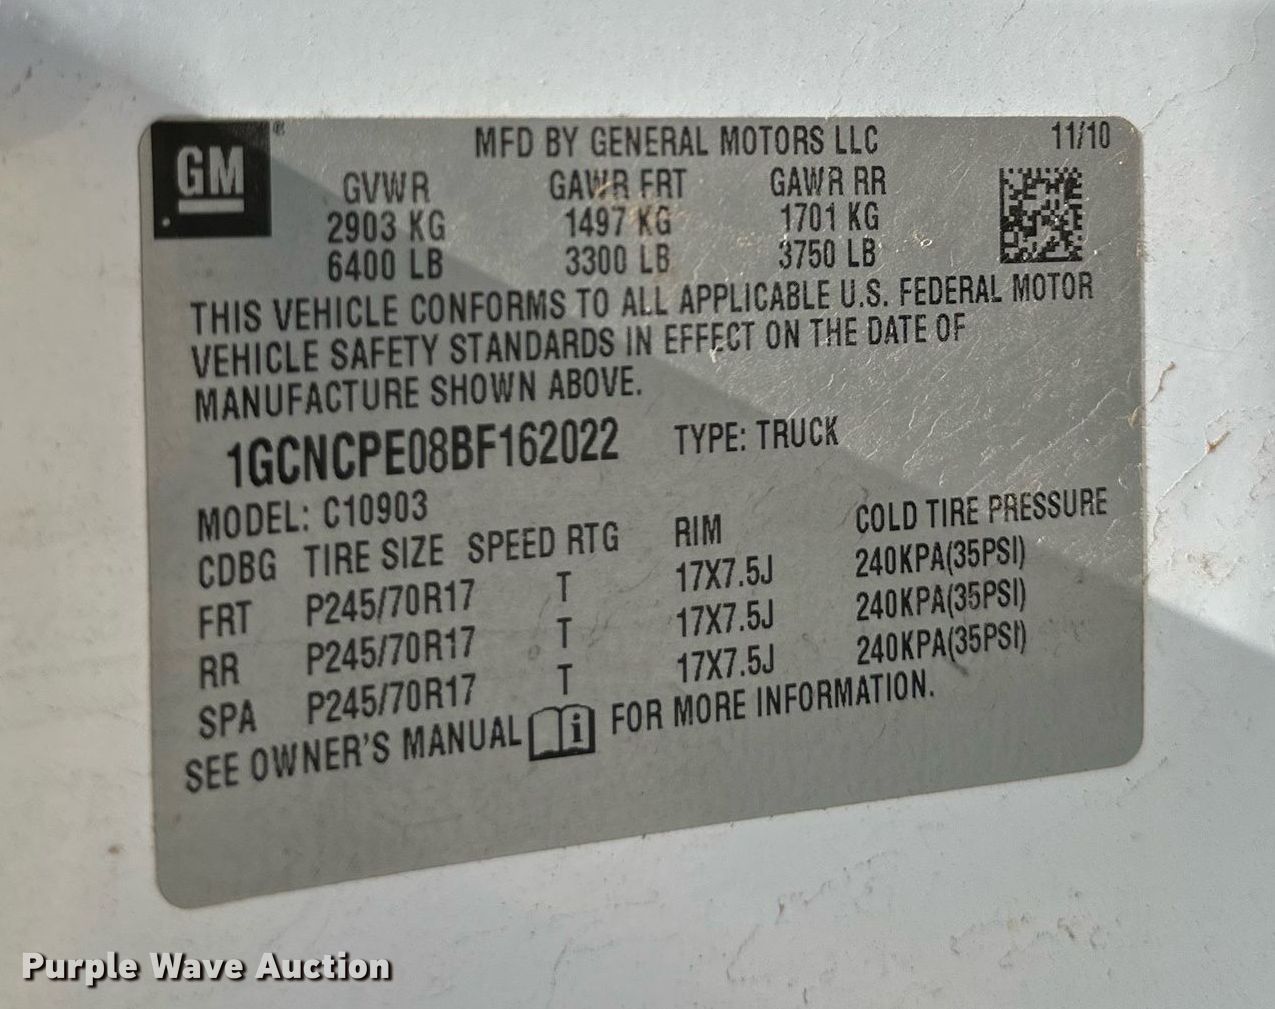 GM®
MFD BY GENERAL MOTORS LLC 11/10
GVWR GAWR FRT GAWR RR
2903 KG 1497 KG 1701 KG
6400 LB 3300 LB 3750 LB
THIS VEHICLE CONFORMS TO ALL APPLICABLE U.S. FEDERAL MOTOR
VEHICLE SAFETY STANDARDS IN EFFECT ON THE DATE OF
MANUFACTURE SHOWN ABOVE.
1GCNCPE08BF162022 TYPE: TRUCK
MODEL: C10903
CDBG TIRE SIZE SPEED RTG RIM COLD TIRE PRESSURE
FRT P245/70R17 T 17X7.5J 240KPA(35PSI)
RR P245/70R17 T 17X7.5J 240KPA(35PSI)
SPA P245/70R17 T 17X7.5J 240KPA(35PSI)
SEE OWNER'S MANUAL i FOR MORE INFORMATION.
Purple Wave Auction